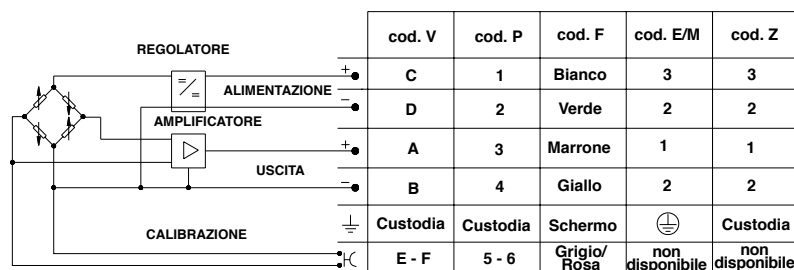 cod. V cod. P cod. F cod. E/M cod. Z
REGOLATORE
+ C 1 Bianco 3 3
ALIMENTAZIONE
− D 2 Verde 2 2
AMPLIFICATORE
+ A 3 Marrone 1 1
USCITA
− B 4 Giallo 2 2
Custodia Custodia Schermo Custodia
CALIBRAZIONE
E - F 5 - 6 Grigio/ non non
Rosa disponibile disponibile